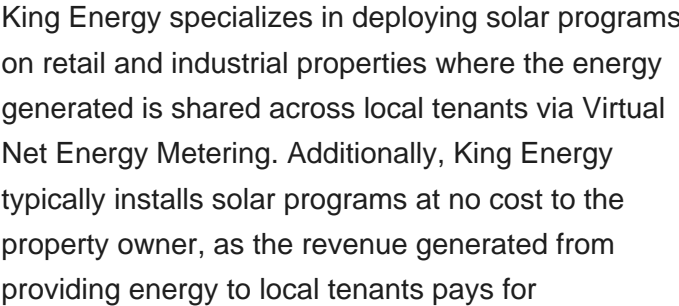 King Energy specializes in deploying solar programs
on retail and industrial properties where the energy
generated is shared across local tenants via Virtual
Net Energy Metering. Additionally, King Energy
typically installs solar programs at no cost to the
property owner, as the revenue generated from
providing energy to local tenants pays for